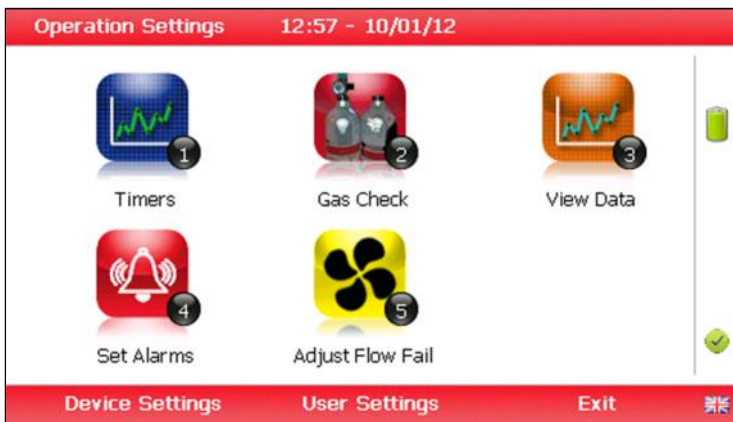 Operation Settings 12:57 - 10/01/12
1 2 3
Timers Gas Check View Data
4 5
Set Alarms Adjust Flow Fail
Device Settings User Settings Exit